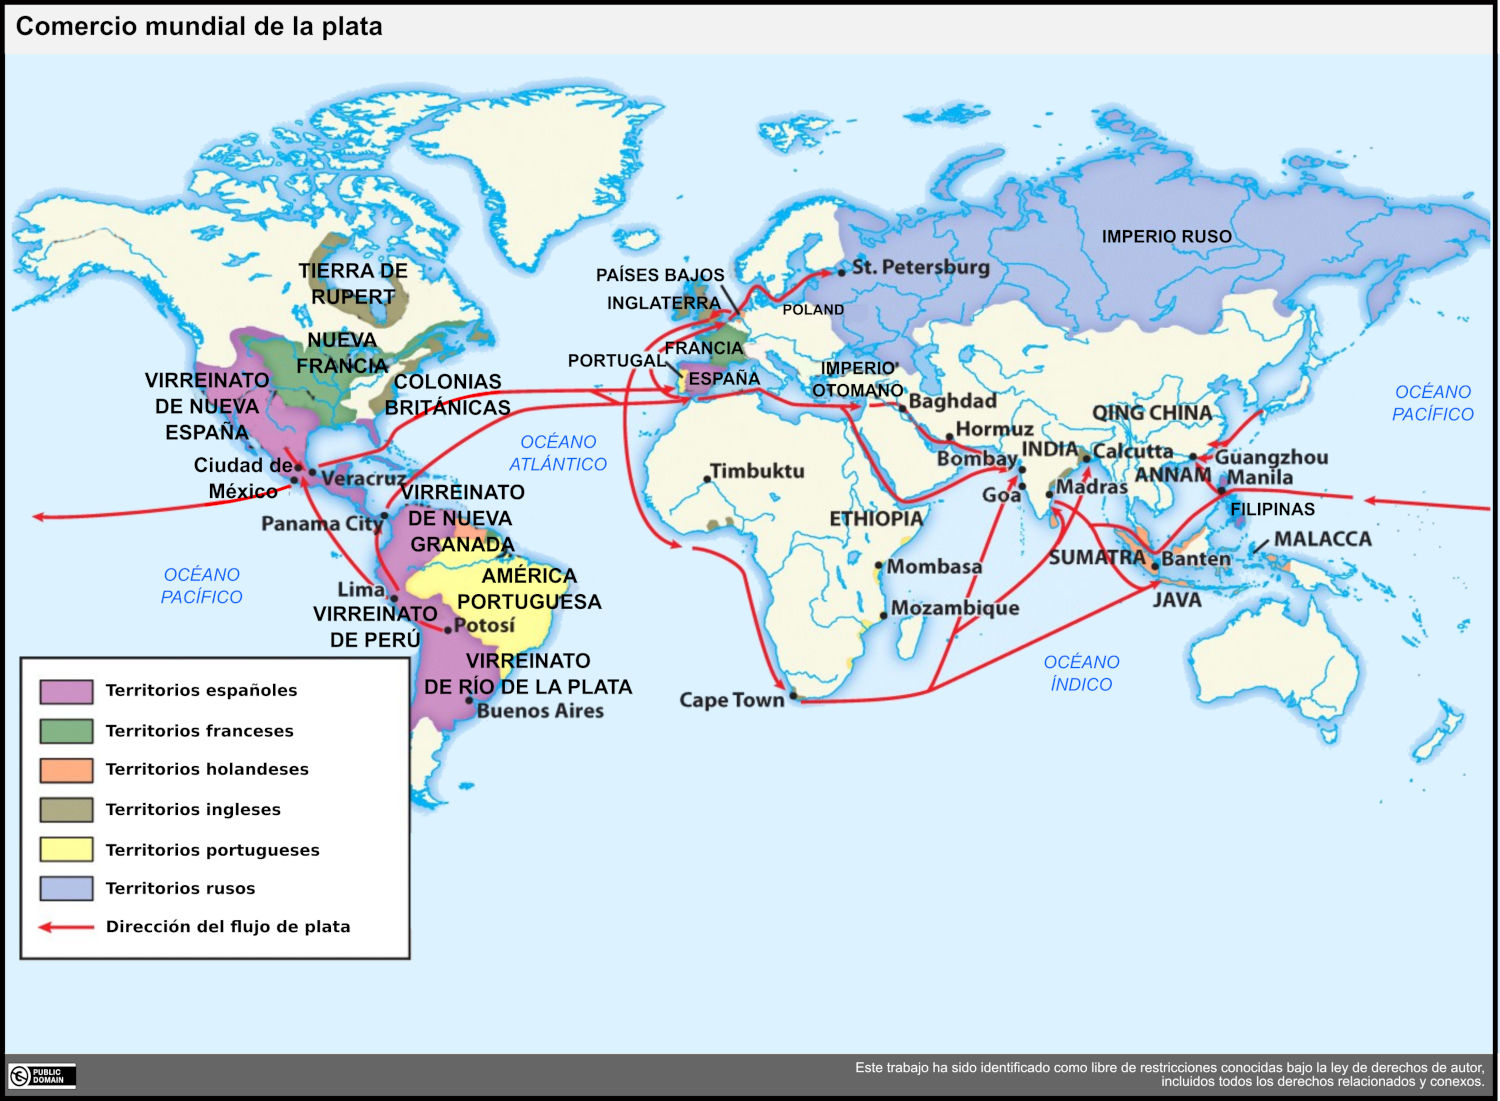 Comercio mundial de la plata
TIERRA DE
RUPERT
NUEVA
FRANCIA
COLONIAS
BRITÁNICAS
VIRREINATO
DE NUEVA
ESPAÑA
Ciudad de
México
Veracruz
Panama City
VIRREINATO
DE NUEVA
GRANADA
AMÉRICA
PORTUGUESA
Lima
VIRREINATO
DE PERÚ
Potosí
VIRREINATO
DE RÍO DE LA PLATA
Buenos Aires
OCÉANO
PACÍFICO
OCÉANO
ATLÁNTICO
PAÍSES BAJOS
INGLATERRA
PORTUGAL
FRANCIA
ESPAÑA
St. Petersburg
POLAND
IMPERIO RUSO
IMPERIO
OTOMANO
Baghdad
Hormuz
Bombay
INDIA
Calcutta
Goa
Madras
QING CHINA
ANNAM
Guangzhou
Manila
FILIPINAS
MALACCA
SUMATRA
Banten
JAVA
Timbuktu
ETHIOPIA
Mombasa
Mozambique
Cape Town
OCÉANO
ÍNDICO
OCÉANO
PACÍFICO
Territorios españoles
Territorios franceses
Territorios holandeses
Territorios ingleses
Territorios portugueses
Territorios rusos
Dirección del flujo de plata
PUBLIC
DOMAIN
Este trabajo ha sido identificado como libre de restricciones conocidas bajo la ley de derechos de autor,
incluidos todos los derechos relacionados y conexos.